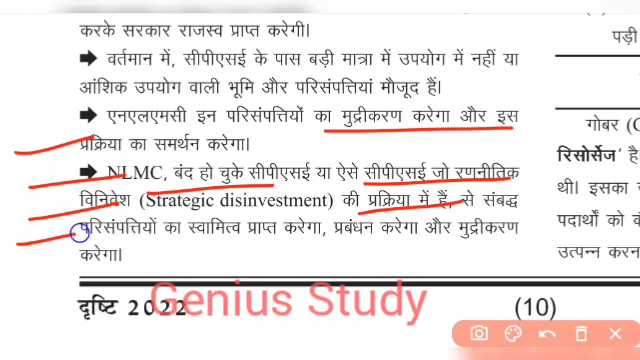 करके सरकार राजस्व प्राप्त करेगी।
➡ वर्तमान में, सीपीएसई के पास बड़ी मात्रा में उपयोग में नहीं या
आंशिक उपयोग वाली भूमि और परिसंपत्तियां मौजूद हैं।
➡ एनएलएमसी इन परिसंपत्तियों का मुद्रीकरण करेगा और इस
प्रक्रिया का समर्थन करेगा।
➡ NLMC, बंद हो चुके सीपीएसई या ऐसे सीपीएसई जो रणनीतिक
विनिवेश (Strategic disinvestment) की प्रक्रिया में हैं, से संबद्ध
परिसंपत्तियों का स्वामित्व प्राप्त करेगा, प्रबंधन करेगा और मुद्रीकरण
करेगा।
पड़ी
गोबर (
रिसोर्सेज' है
थी। इसका
पदार्थों को
उत्पन्न करन
दृष्टि 2022
Genius Study
(10)